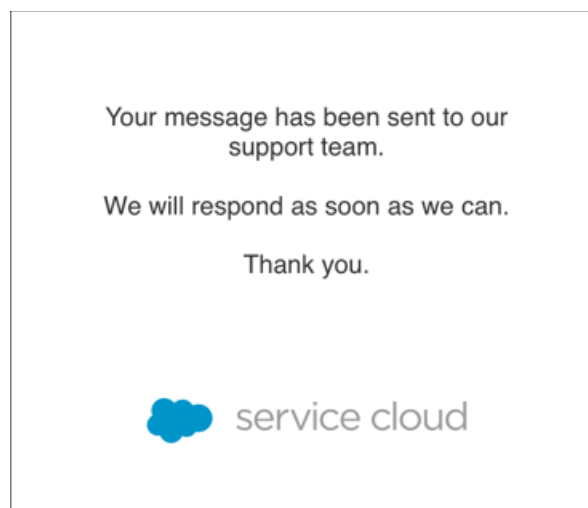 Your message has been sent to our
support team.
We will respond as soon as we can.
Thank you.
service cloud